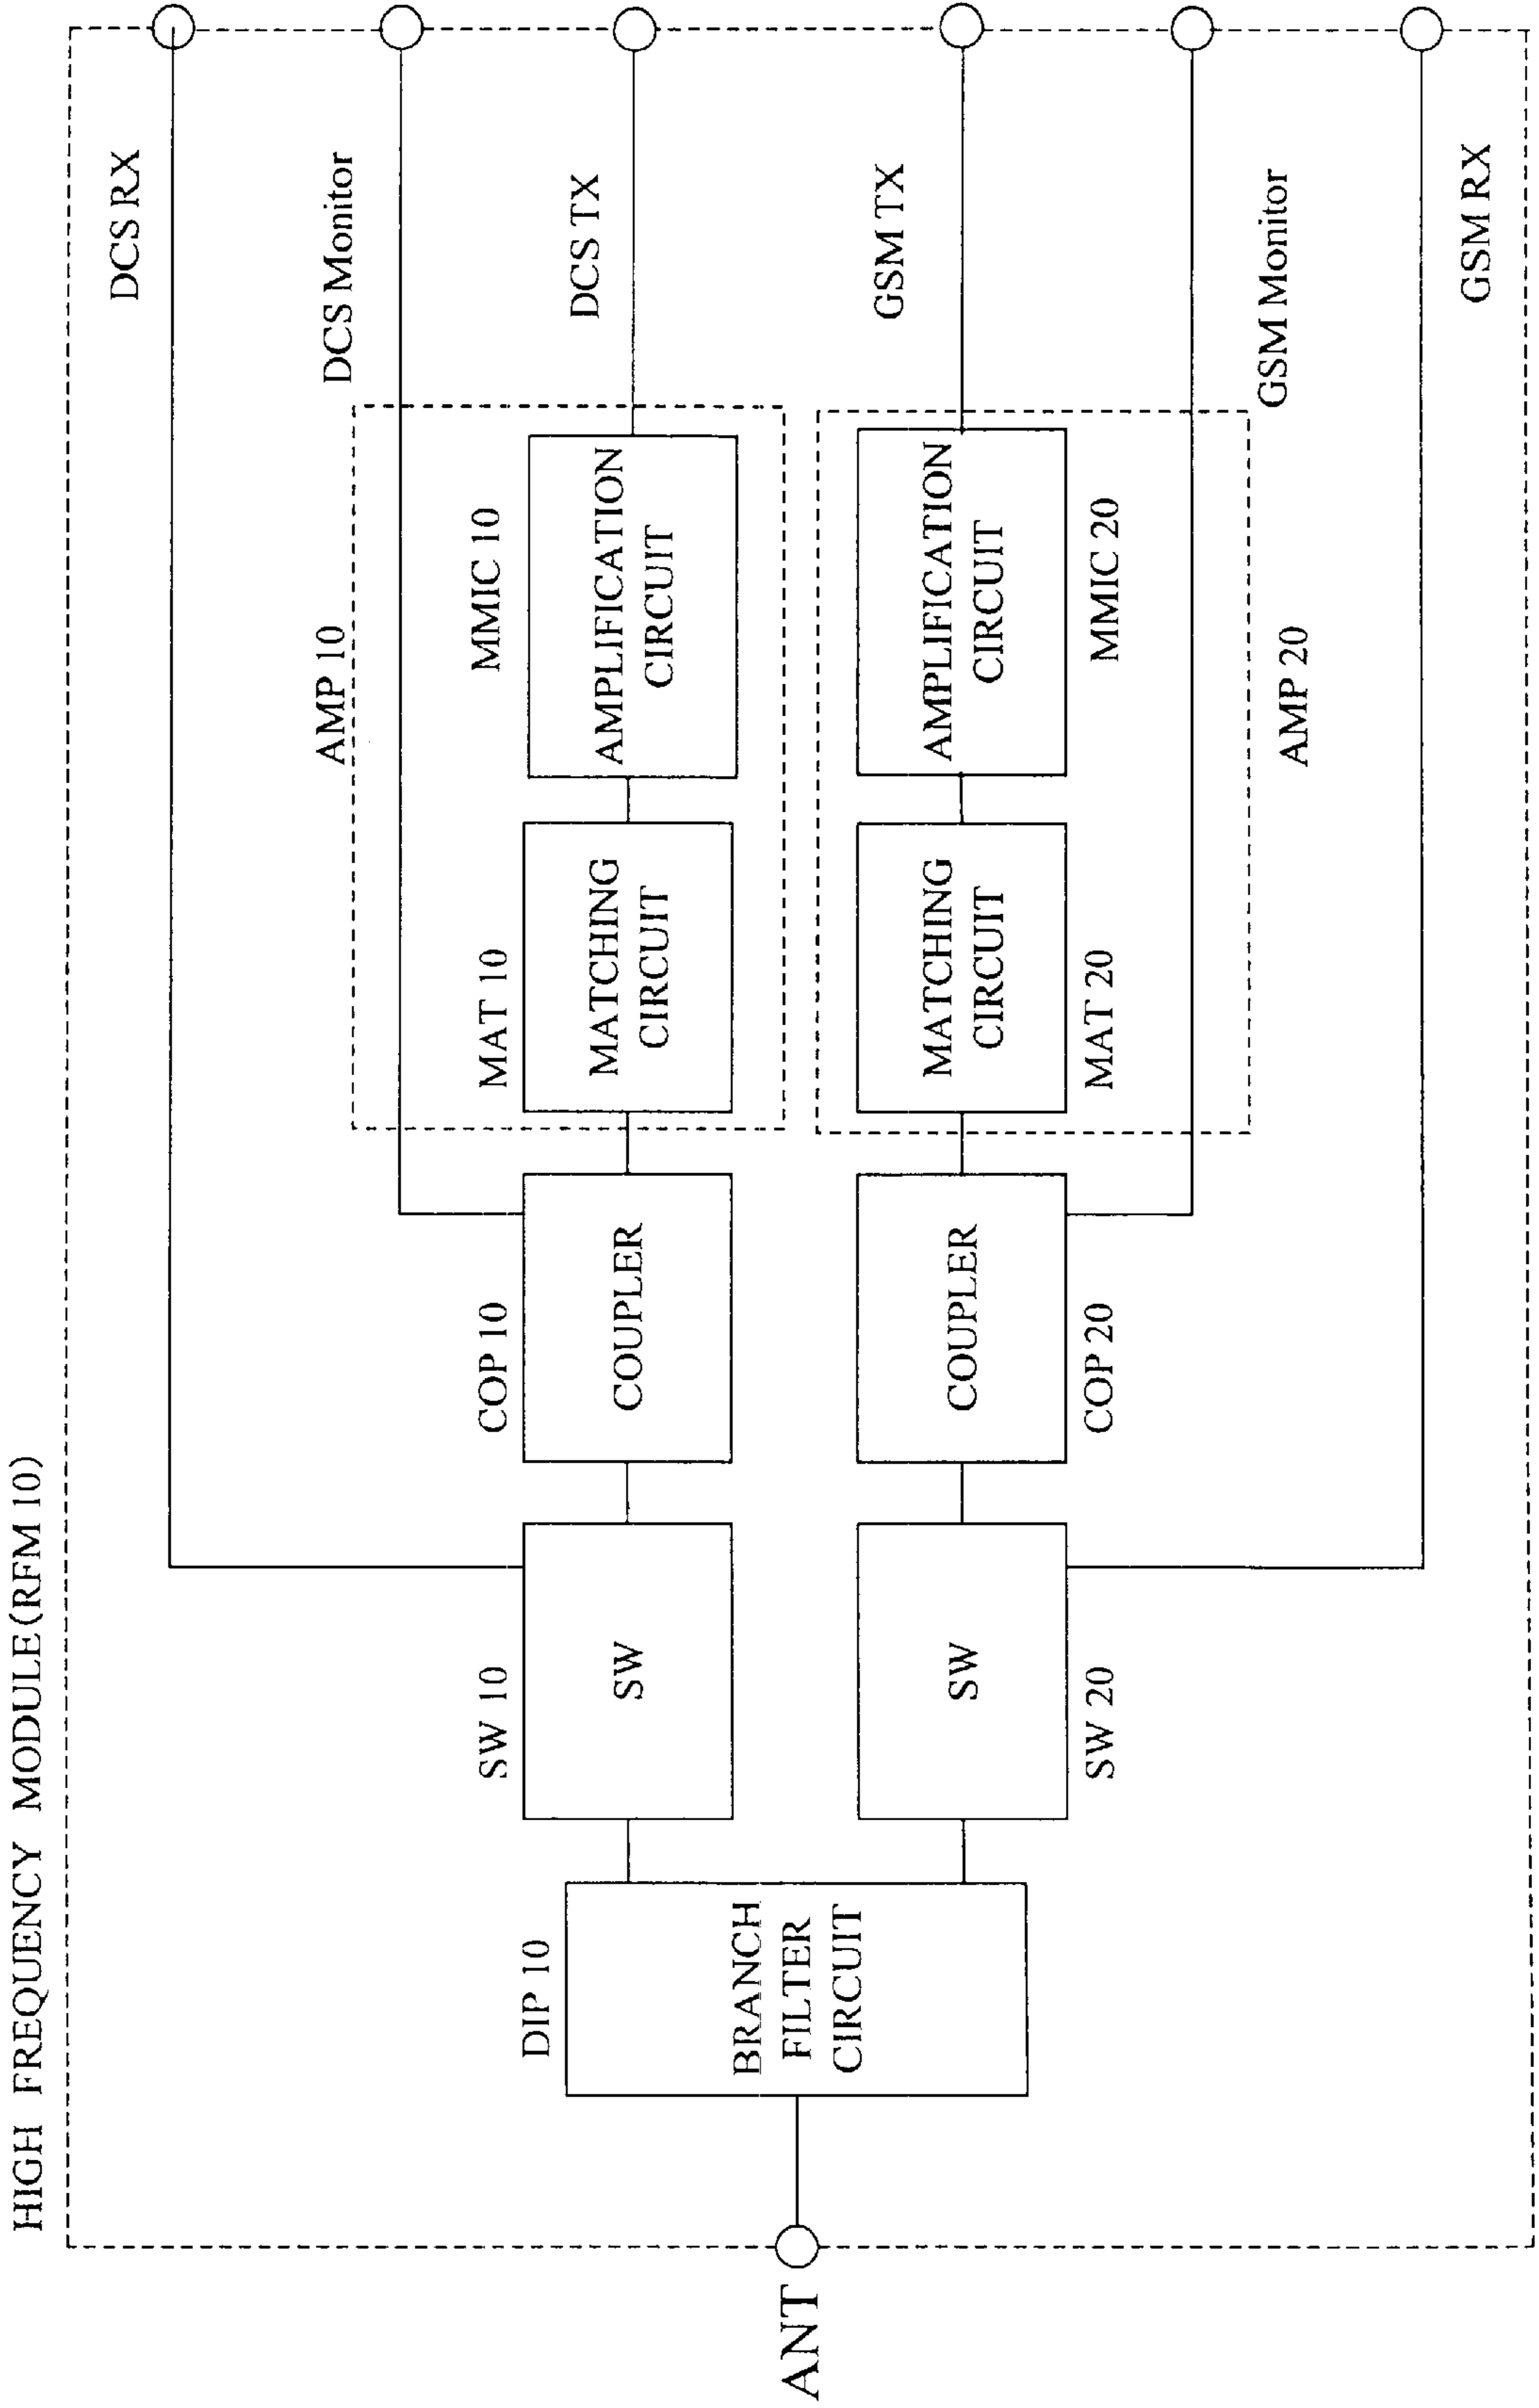 HIGH FREQUENCY MODULE(RFM 10)
DCS RX
DCS Monitor
AMP 10
DIP 10
SW 10
COP 10
MAT 10
MMIC 10
DCS TX
SW
COUPLER
MATCHING
CIRCUIT
AMPLIFICATION
CIRCUIT
ANT
BRANCH
FILTER
CIRCUIT
GSM TX
SW
COUPLER
MATCHING
CIRCUIT
AMPLIFICATION
CIRCUIT
SW 20
COP 20
MAT 20
MMIC 20
GSM Monitor
AMP 20
GSM RX